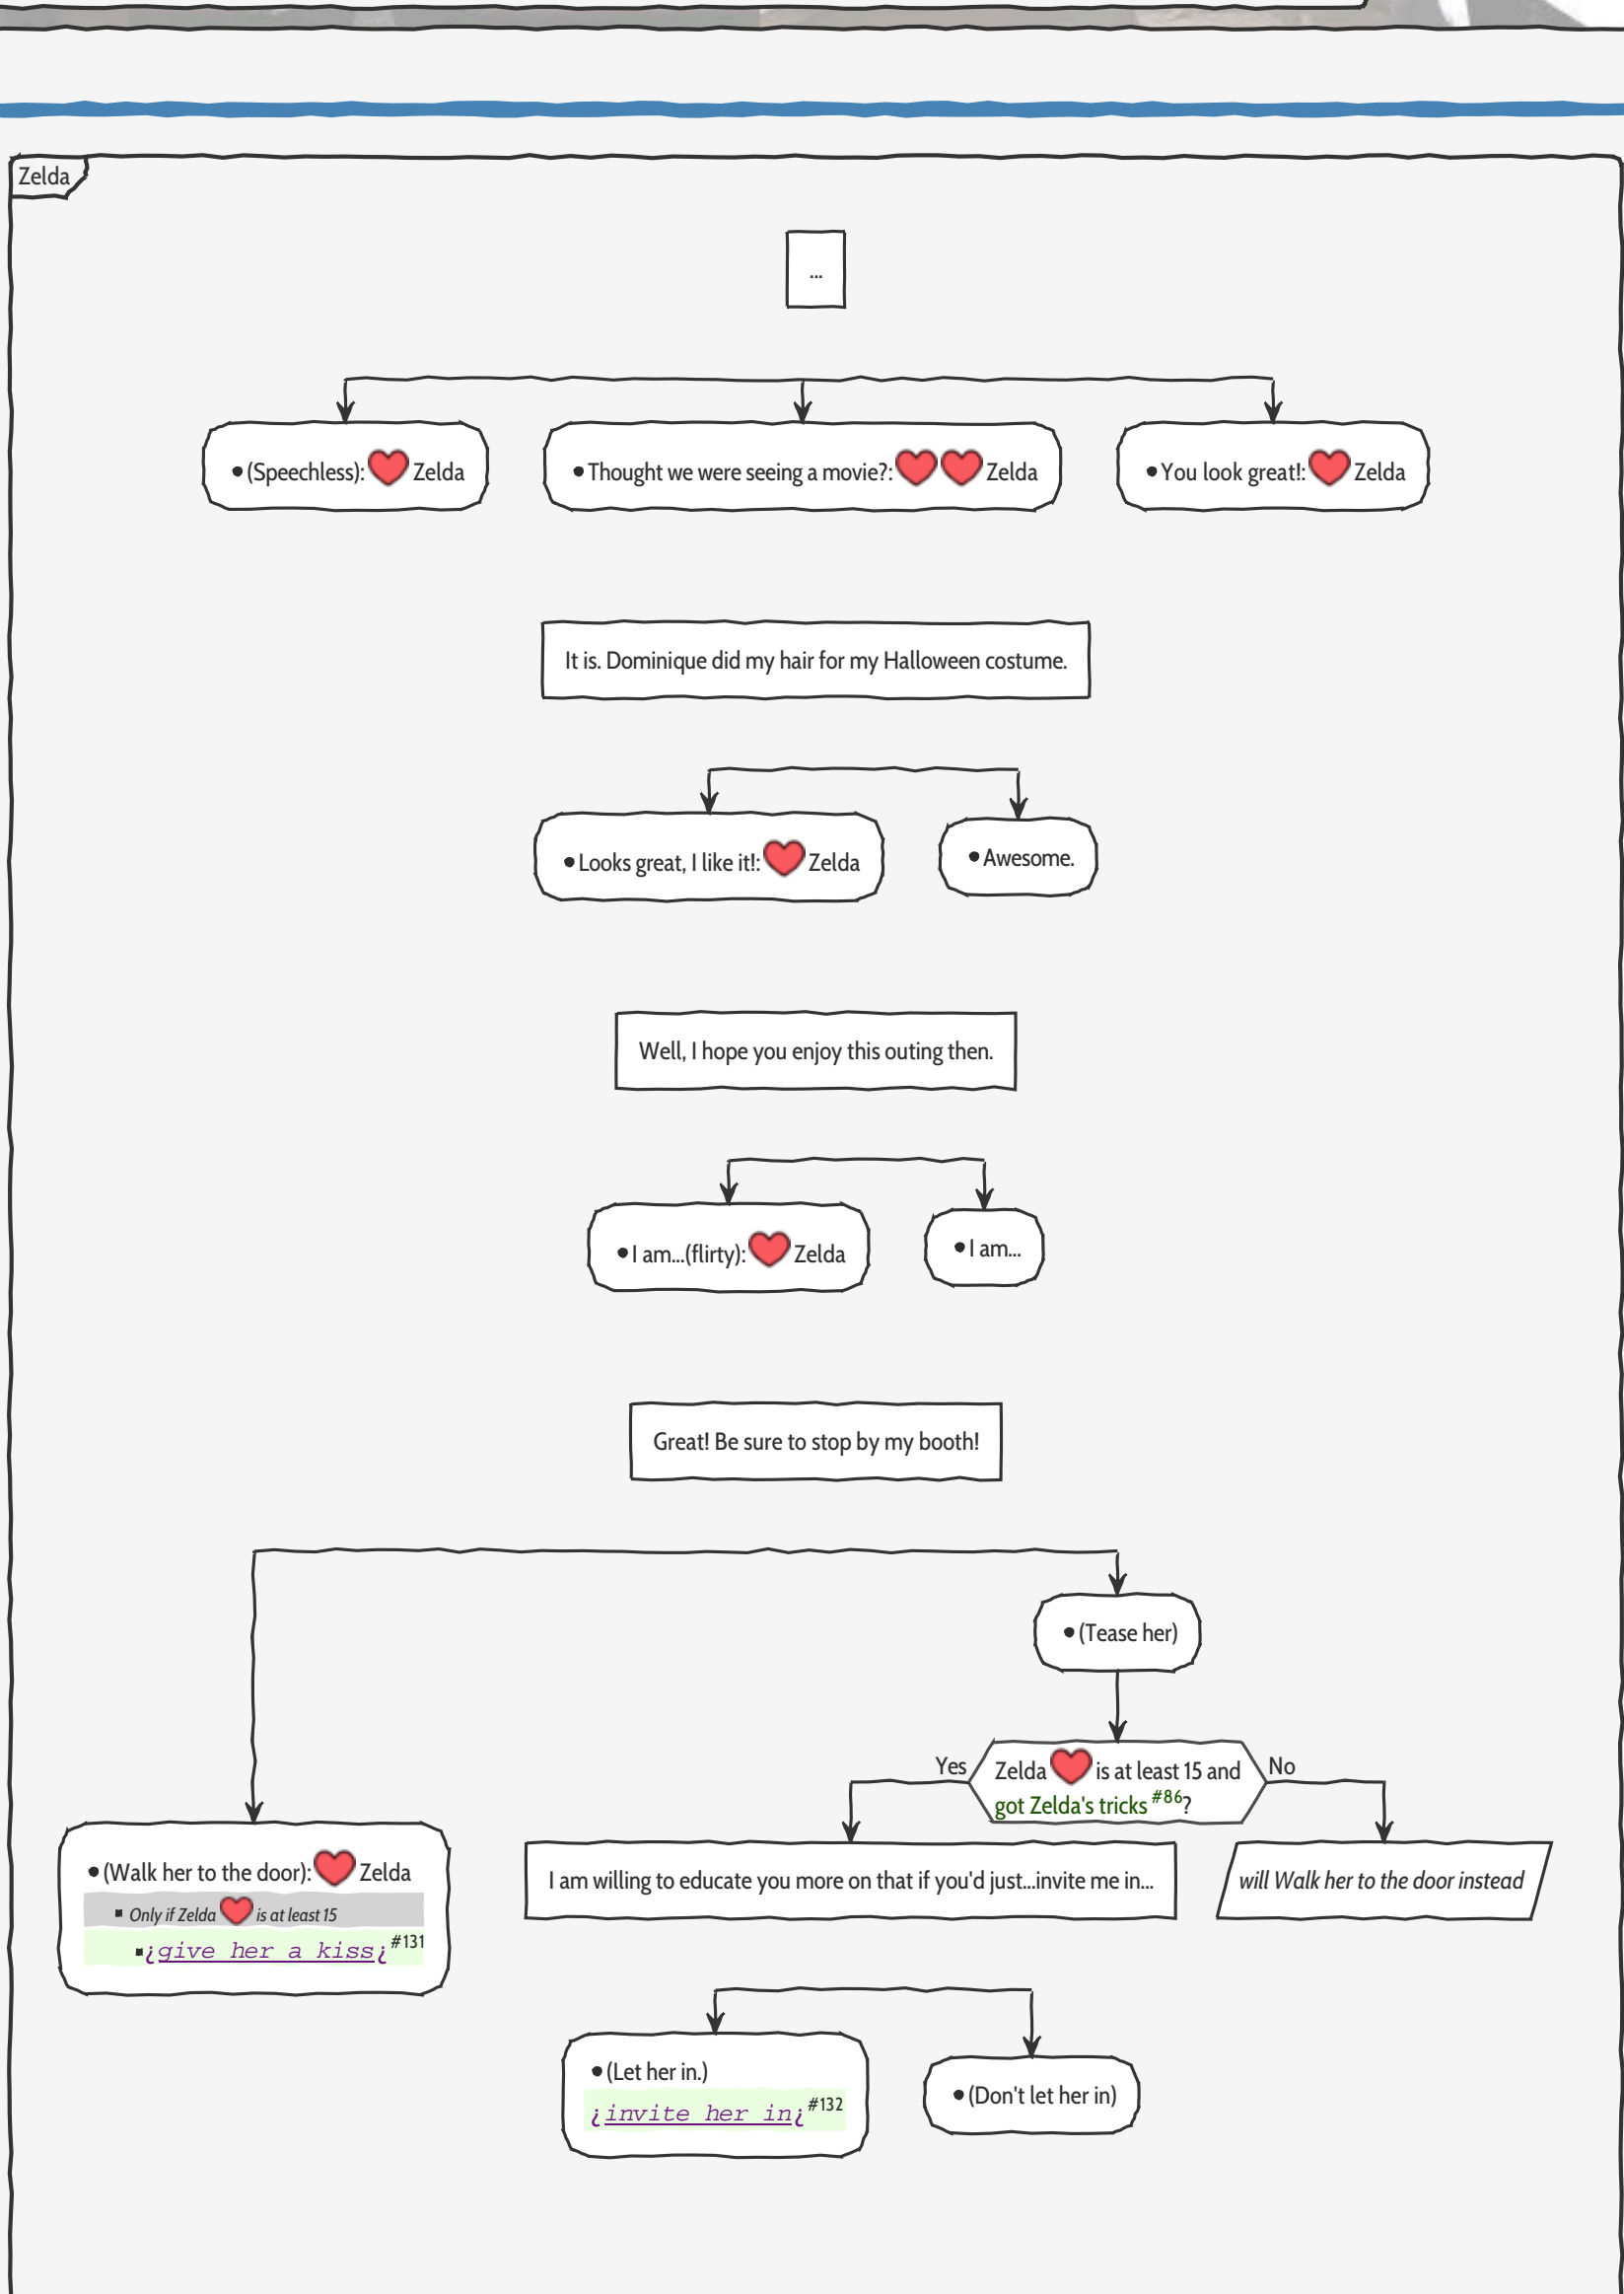 Zelda
...
•(Speechless): Zelda
•Thought we were seeing a movie?: Zelda
•You look great!: Zelda
It is. Dominique did my hair for my Halloween costume.
•Looks great, I like it!: Zelda
•Awesome.
Well, I hope you enjoy this outing then.
•I am...(flirty): Zelda
•I am...
Great! Be sure to stop by my booth!
•(Tease her)
Yes
Zelda is at least 15 and
got Zelda's tricks #86?
No
•(Walk her to the door): Zelda
▪ Only if Zelda is at least 15
▪¿give her a kiss¿#131
I am willing to educate you more on that if you'd just...invite me in...
will Walk her to the door instead
•(Let her in.)
¿invite her in¿#132
•(Don't let her in)